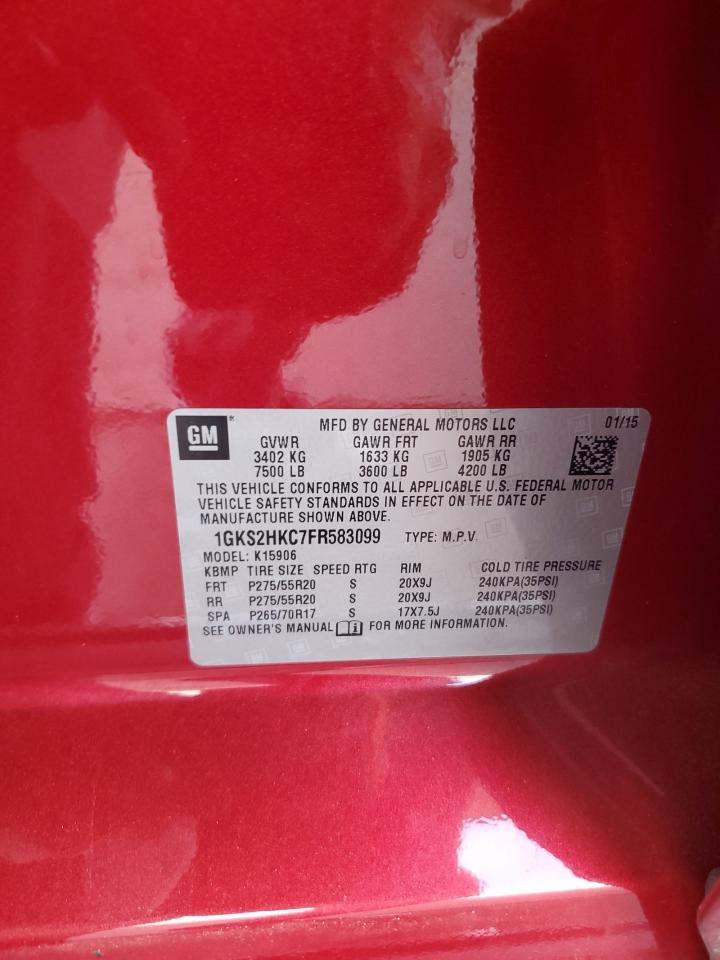 GM ®
MFD BY GENERAL MOTORS LLC 01/15
GVWR GAWR FRT GAWR RR
3402 KG 1633 KG 1905 KG
7500 LB 3600 LB 4200 LB
THIS VEHICLE CONFORMS TO ALL APPLICABLE U.S. FEDERAL MOTOR
VEHICLE SAFETY STANDARDS IN EFFECT ON THE DATE OF
MANUFACTURE SHOWN ABOVE.
1GKS2HKC7FR583099 TYPE: M.P.V.
MODEL: K15906
KBMP TIRE SIZE SPEED RTG RIM COLD TIRE PRESSURE
FRT P275/55R20 S 20X9J 240KPA(35PSI)
RR P275/55R20 S 20X9J 240KPA(35PSI)
SPA P265/70R17 S 17X7.5J 240KPA(35PSI)
SEE OWNER'S MANUAL FOR MORE INFORMATION.